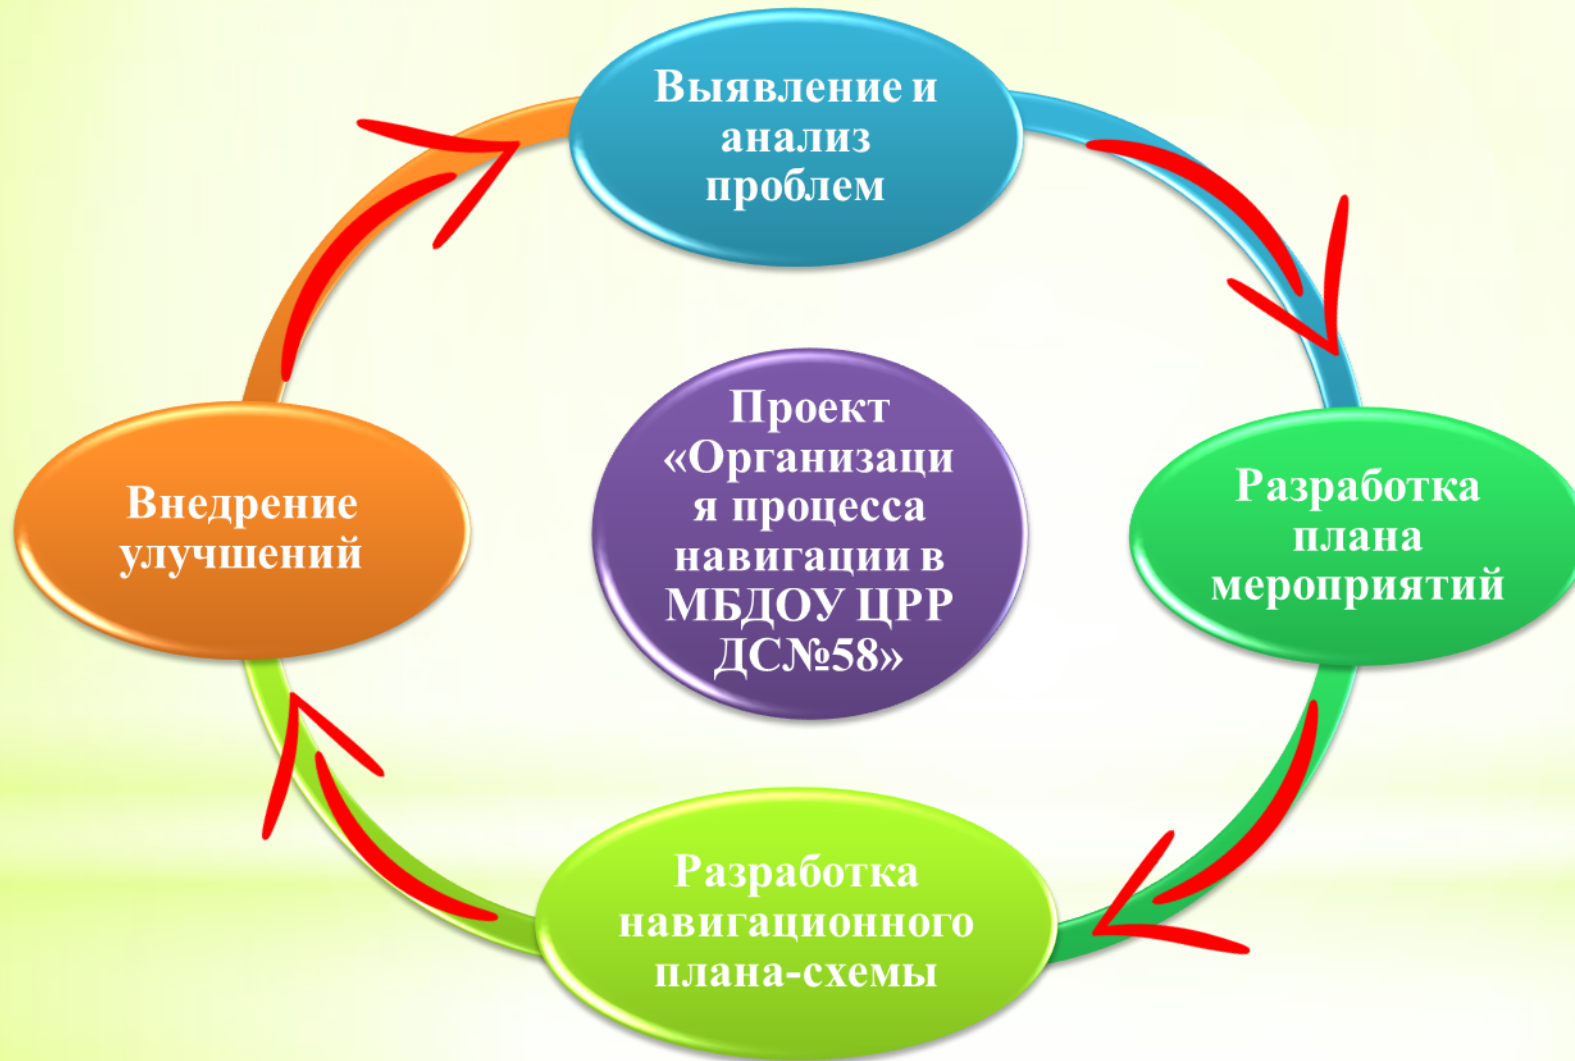 Выявление и
анализ
проблем
Проект
«Организаци
я процесса
навигации в
МБДОУ ЦРР
ДС№58»
Внедрение
улучшений
Разработка
плана
мероприятий
Разработка
навигационного
плана-схемы